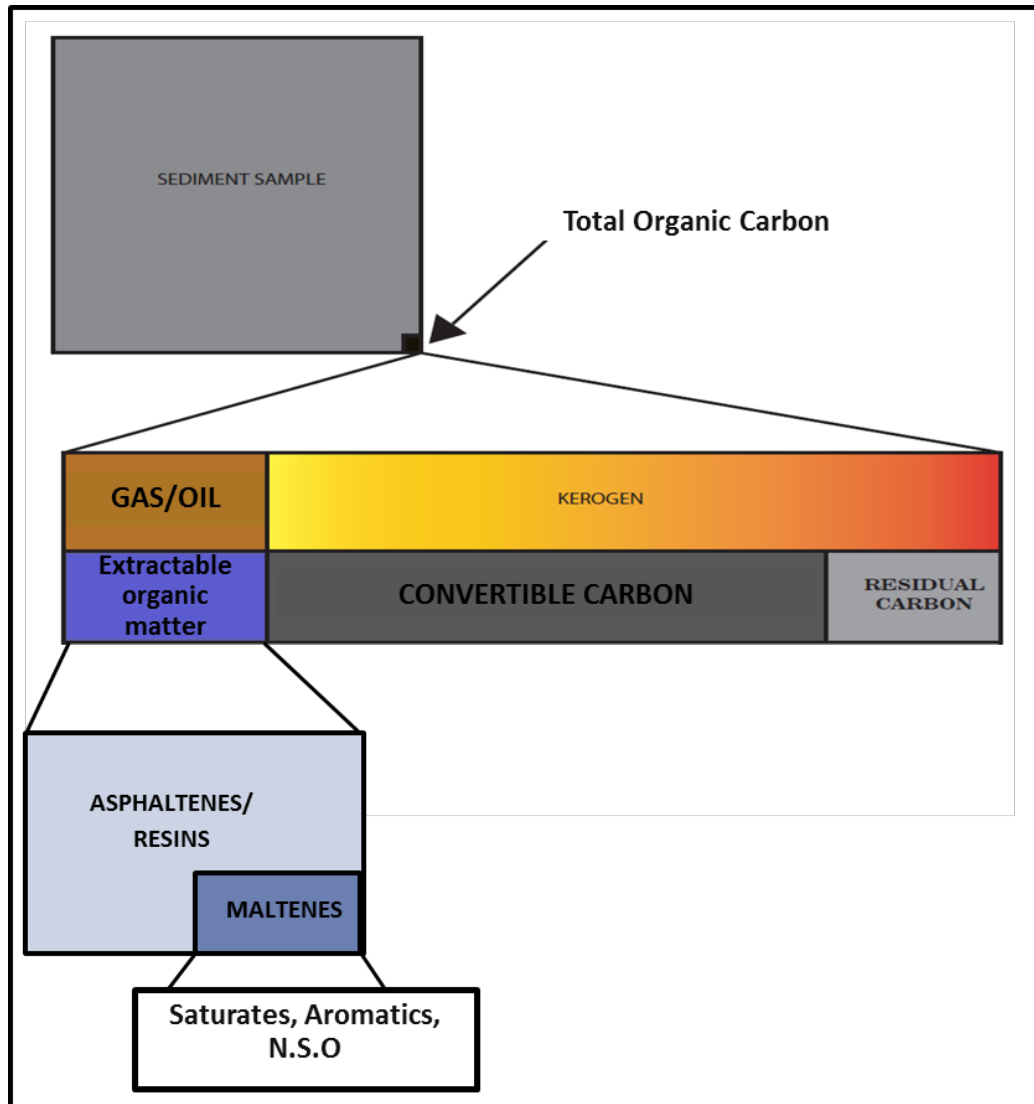 SEDIMENT SAMPLE
Total Organic Carbon
GAS/OIL
KEROGEN
Extractable
organic
matter
CONVERTIBLE CARBON
RESIDUAL
CARBON
ASPHALTENES/
RESINS
MALTENES
Saturates, Aromatics,
N.S.O